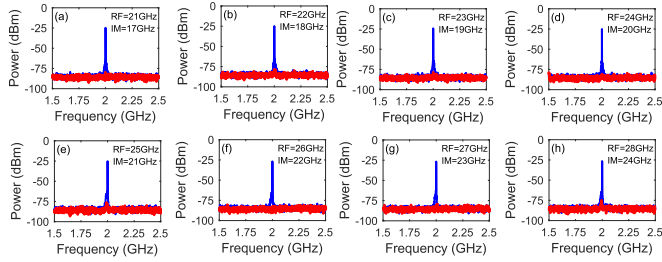 (a) RF=21GHz
IM=17GHz
Power (dBm)
0
-25
-50
-75
-100
1.5 1.75 2 2.25 2.5
Frequency (GHz)
(b) RF=22GHz
IM=18GHz
Power (dBm)
0
-25
-50
-75
-100
1.5 1.75 2 2.25 2.5
Frequency (GHz)
(c) RF=23GHz
IM=19GHz
Power (dBm)
0
-25
-50
-75
-100
1.5 1.75 2 2.25 2.5
Frequency (GHz)
(d) RF=24GHz
IM=20GHz
Power (dBm)
0
-25
-50
-75
-100
1.5 1.75 2 2.25 2.5
Frequency (GHz)
(e) RF=25GHz
IM=21GHz
Power (dBm)
0
-25
-50
-75
-100
1.5 1.75 2 2.25 2.5
Frequency (GHz)
(f) RF=26GHz
IM=22GHz
Power (dBm)
0
-25
-50
-75
-100
1.5 1.75 2 2.25 2.5
Frequency (GHz)
(g) RF=27GHz
IM=23GHz
Power (dBm)
0
-25
-50
-75
-100
1.5 1.75 2 2.25 2.5
Frequency (GHz)
(h) RF=28GHz
IM=24GHz
Power (dBm)
0
-25
-50
-75
-100
1.5 1.75 2 2.25 2.5
Frequency (GHz)